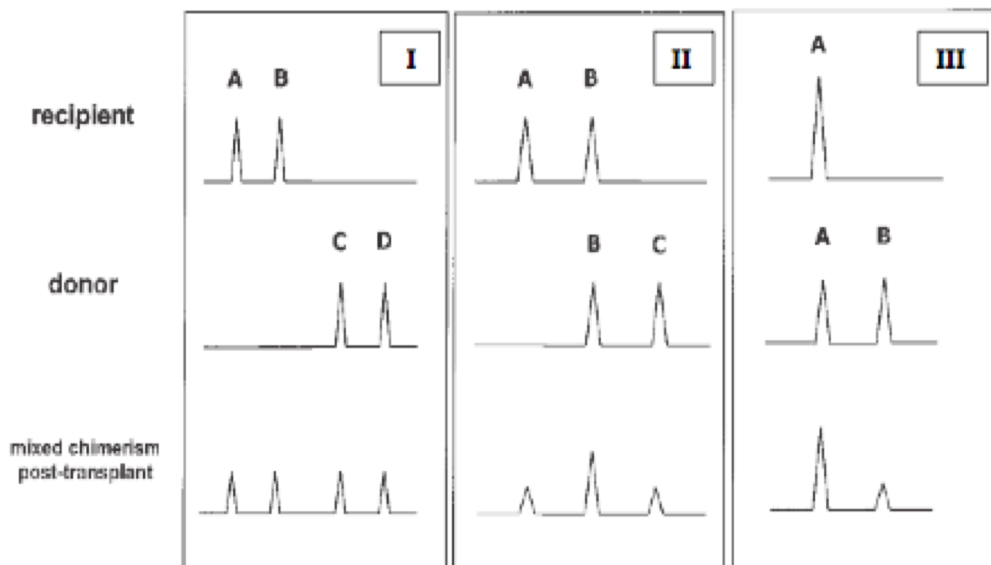 I
II
III
recipient
A B
A B
A
donor
C D
B C
A B
mixed chimerism
post-transplant